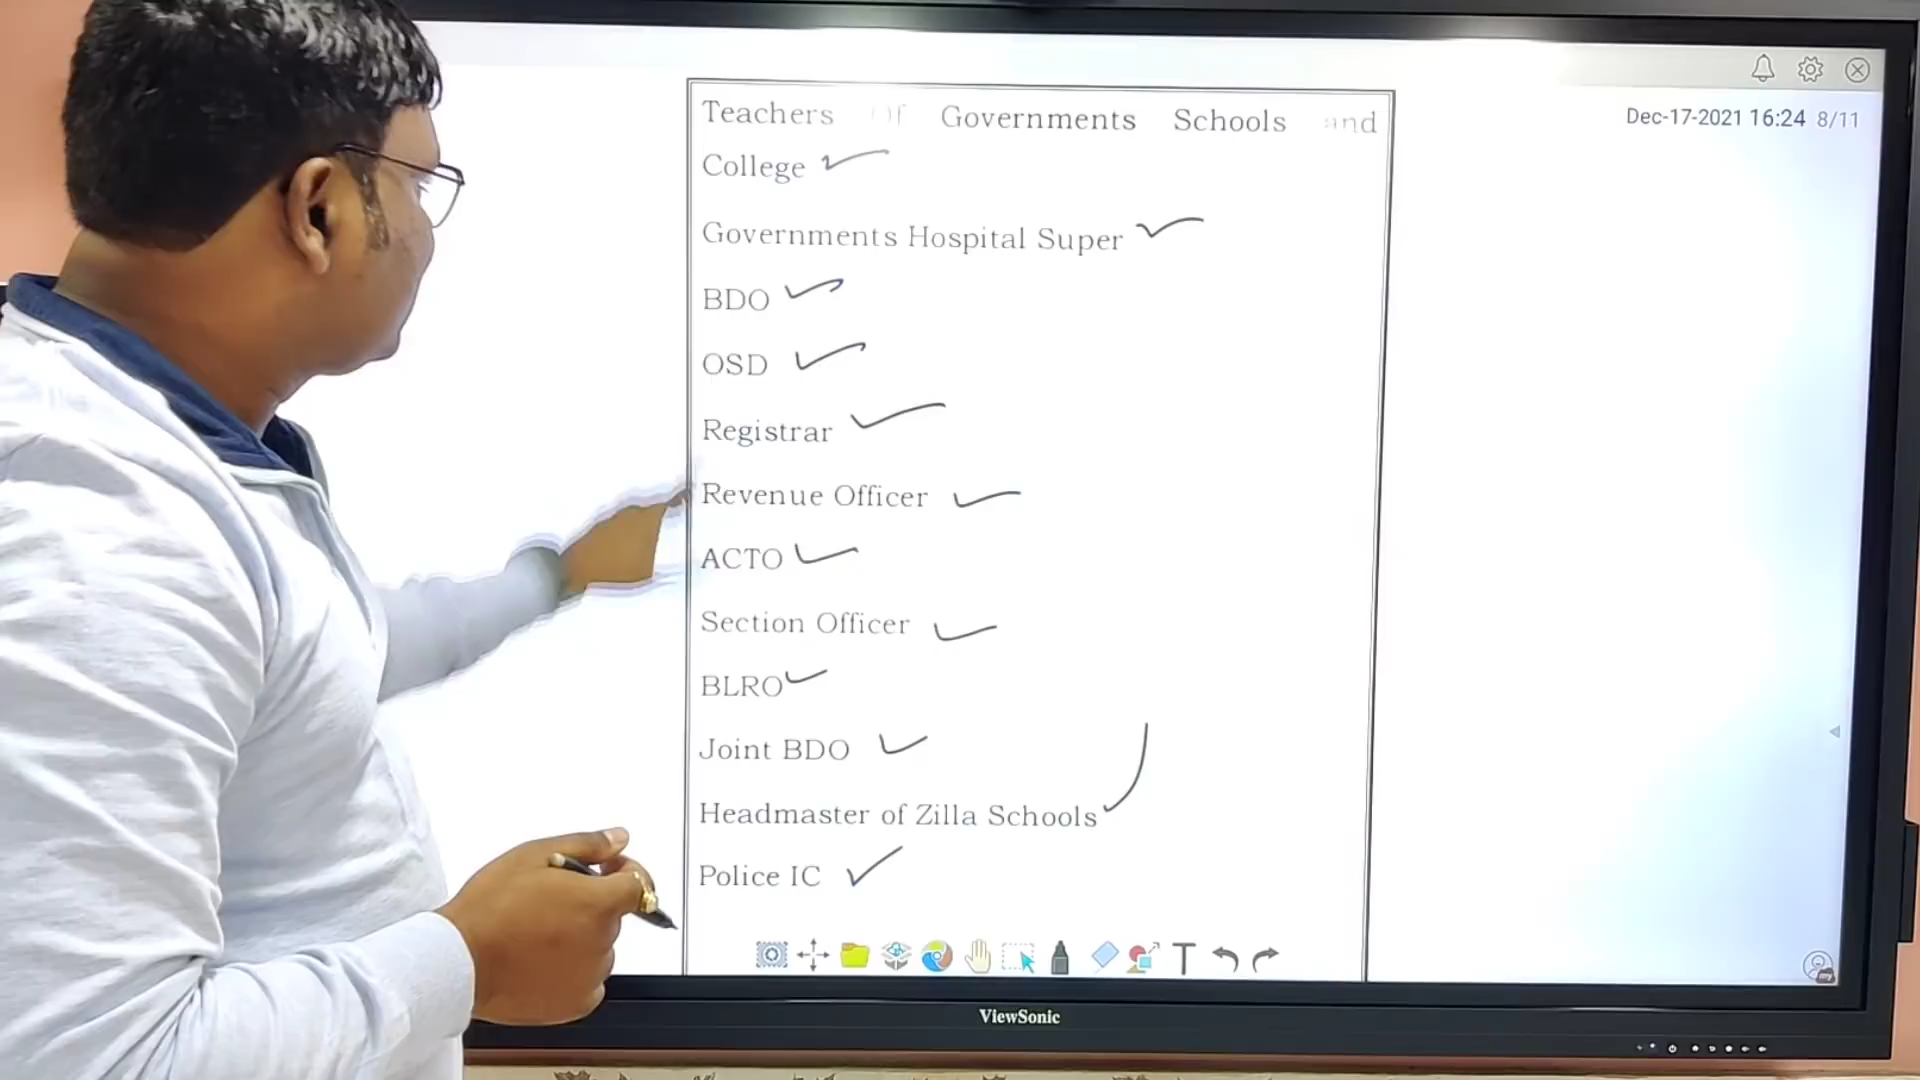 Teachers Of Governments Schools and
College
Governments Hospital Super
BDO
OSD
Registrar
Revenue Officer
ACTO
Section Officer
BLRO
Joint BDO
Headmaster of Zilla Schools
Police IC
Dec-17-2021 16:24 8/11
T
my
ViewSonic